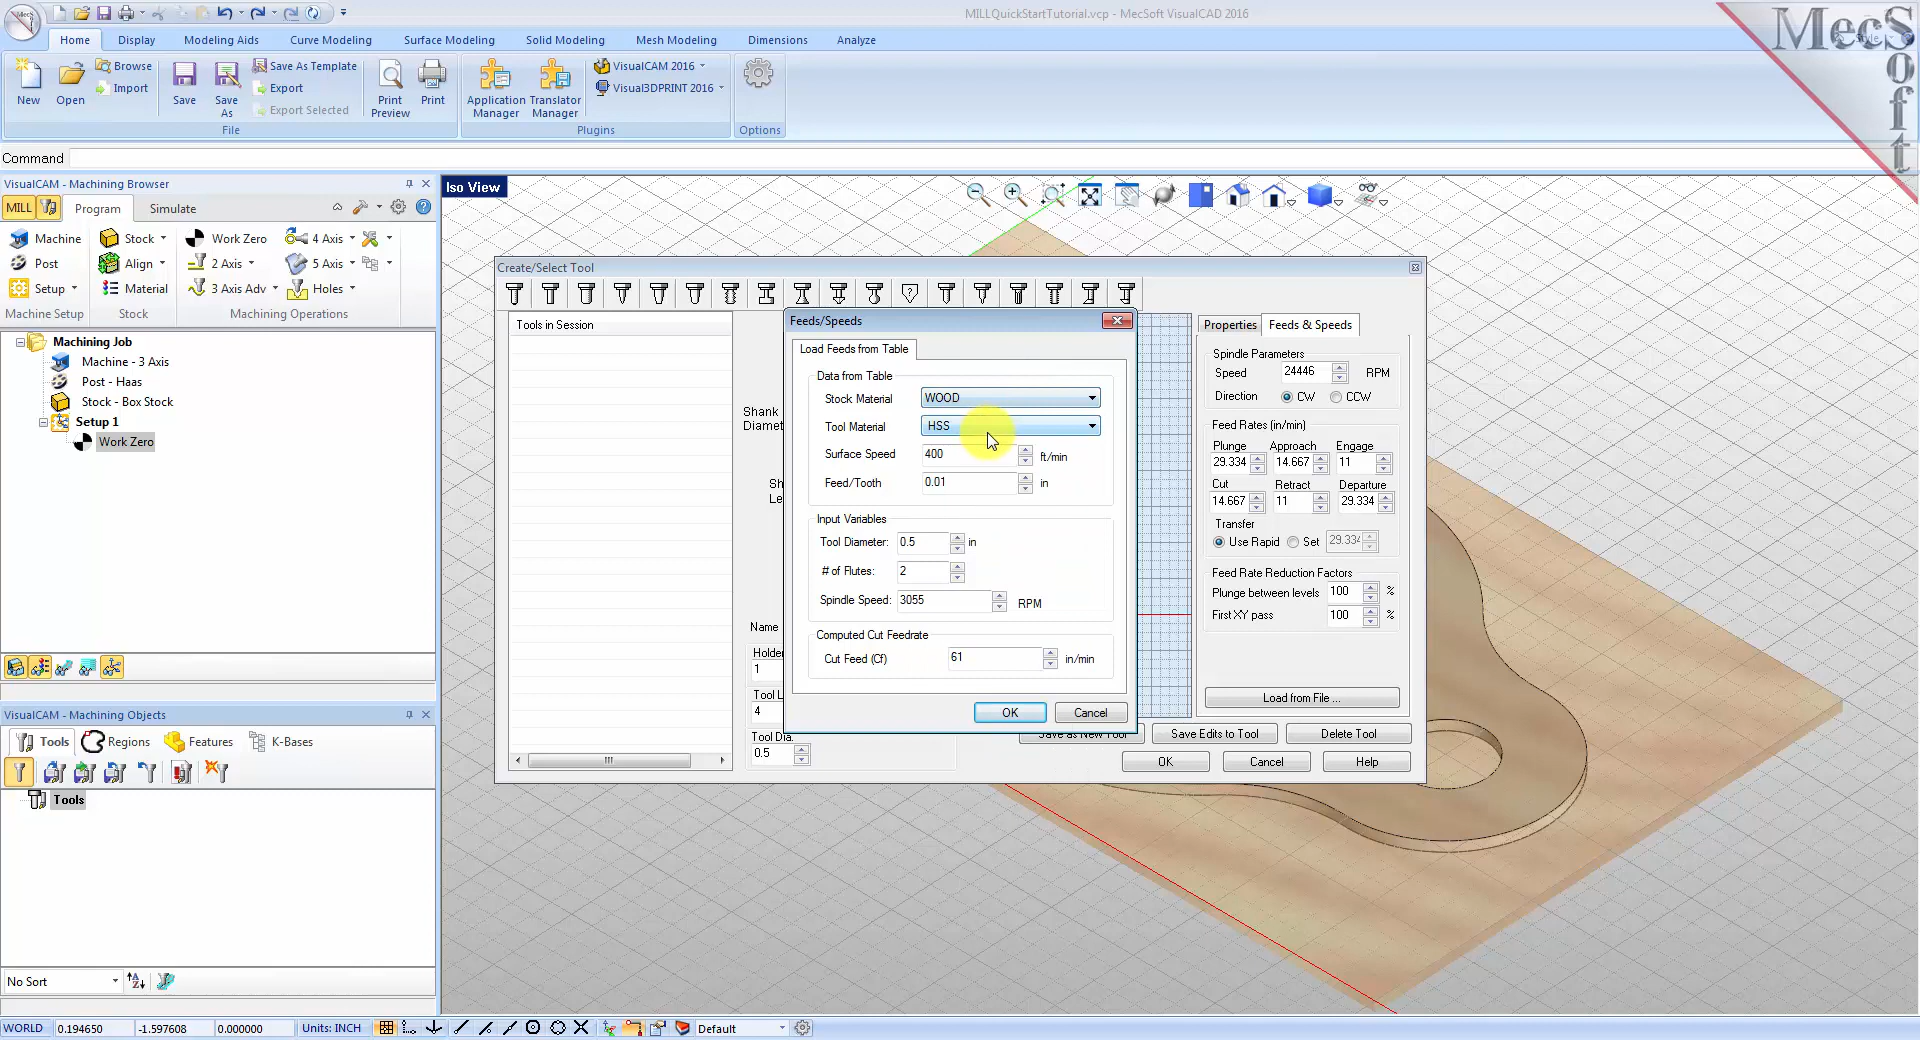 MILLQuickStartTutorial.vcp - MecSoft VisualCAD 2016
MecSoft
Home Display Modeling Aids Curve Modeling Surface Modeling Solid Modeling Mesh Modeling Dimensions Analyze
New Open Browse Import Save Save As Save As Template Export Export Selected Print Preview Print
File
Application Manager Translator Manager VisualCAM 2016 Visual3DPRINT 2016
Plugins
Options
Command
VisualCAM - Machining Browser
MILL Program Simulate
Machine Stock Work Zero 4 Axis
Post Align 2 Axis 5 Axis
Setup Material 3 Axis Adv Holes
Machine Setup Stock Machining Operations
Machining Job
Machine - 3 Axis
Post - Haas
Stock - Box Stock
Setup 1
Work Zero
VisualCAM - Machining Objects
Tools Regions Features K-Bases
Tools
No Sort
Iso View
Create/Select Tool
Tools in Session
Shank
Diamet
Sh
Le
Name
Holder
1
Tool L
4
Tool Dia.
0.5
Feeds/Speeds
Load Feeds from Table
Data from Table
Stock Material WOOD
Tool Material HSS
Surface Speed 400 ft/min
Feed/Tooth 0.01 in
Input Variables
Tool Diameter: 0.5 in
# of Flutes: 2
Spindle Speed: 3055 RPM
Computed Cut Feedrate
Cut Feed (Cf) 61 in/min
OK Cancel
Properties Feeds & Speeds
Spindle Parameters
Speed 24446 RPM
Direction CW CCW
Feed Rates (in/min)
Plunge Approach Engage
29.334 14.667 11
Cut Retract Departure
14.667 11 29.334
Transfer
Use Rapid Set 29.334
Feed Rate Reduction Factors
Plunge between levels 100 %
First XY pass 100 %
Load from File ...
Save as New Tool Save Edits to Tool Delete Tool
OK Cancel Help
WORLD 0.194650 -1.597608 0.000000 Units: INCH Default